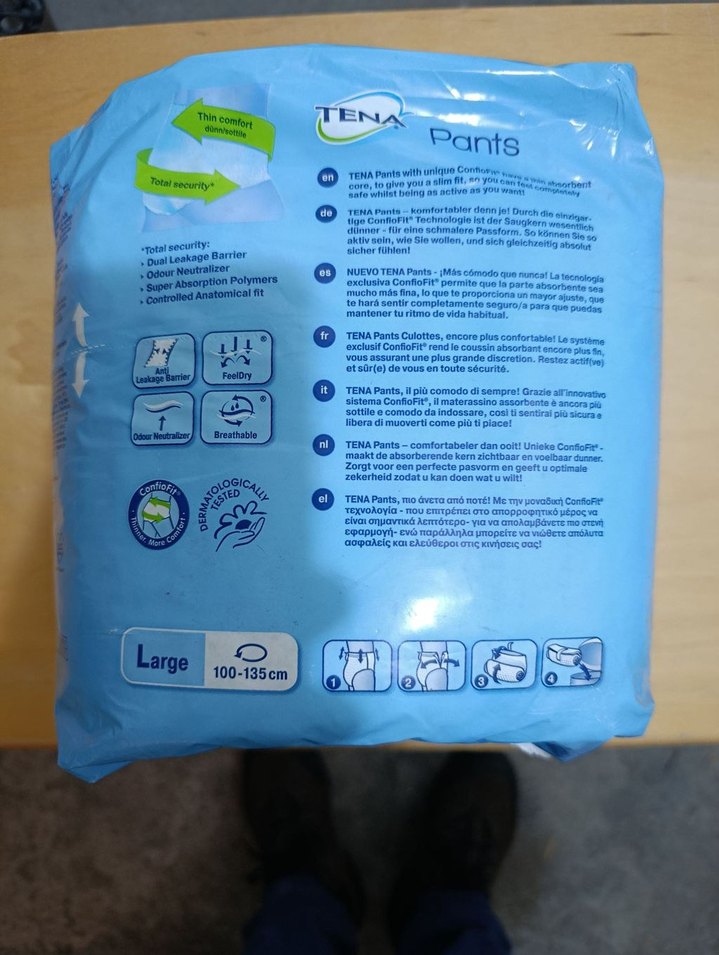 Thin comfort
dünn/sottile
Total security*
*Total security:
› Dual Leakage Barrier
› Odour Neutralizer
› Super Absorption Polymers
› Controlled Anatomical fit
Anti
Leakage Barrier
FeelDry
®
Odour Neutralizer
Breathable
®
ConfioFit®
Thinner. More Comfort.
DERMATOLOGICALLY
TESTED
Large
100-135 cm
TENA
Pants
en
TENA Pants with unique ConfioFit® have a thin absorbent
core, to give you a slim fit, so you can feel completely
safe whilst being as active as you want!
de
TENA Pants – komfortabler denn je! Durch die einzigar-
tige ConfioFit® Technologie ist der Saugkern wesentlich
dünner - für eine schmalere Passform. So können Sie so
aktiv sein, wie Sie wollen, und sich gleichzeitig absolut
sicher fühlen!
es
NUEVO TENA Pants - ¡Más cómodo que nunca! La tecnología
exclusiva ConfioFit® permite que la parte absorbente sea
mucho más fina, lo que te proporciona un mayor ajuste, que
te hará sentir completamente seguro/a para que puedas
mantener tu ritmo de vida habitual.
fr
TENA Pants Culottes, encore plus confortable! Le système
exclusif ConfioFit® rend le coussin absorbant encore plus fin,
vous assurant une plus grande discretion. Restez actif(ve)
et sûr(e) de vous en toute sécurité.
it
TENA Pants, il più comodo di sempre! Grazie all'innovativo
sistema ConfioFit®, il materassino assorbente è ancora più
sottile e comodo da indossare, così ti sentirai più sicura e
libera di muoverti come più ti piace!
nl
TENA Pants – comfortabeler dan ooit! Unieke ConfioFit® -
maakt de absorberende kern zichtbaar en voelbaar dunner.
Zorgt voor een perfecte pasvorm en geeft u optimale
zekerheid zodat u kan doen wat u wilt!
el
TENA Pants, πιο άνετα από ποτέ! Με την μοναδική ConfioFit®
τεχνολογία - που επιτρέπει στο απορροφητικό μέρος να
είναι σημαντικά λεπτότερο- για να απολαμβάνετε πιο στενή
εφαρμογή- ενώ παράλληλα μπορείτε να νιώθετε απόλυτα
ασφαλείς και ελεύθεροι στις κινήσεις σας!
1
2
3
4